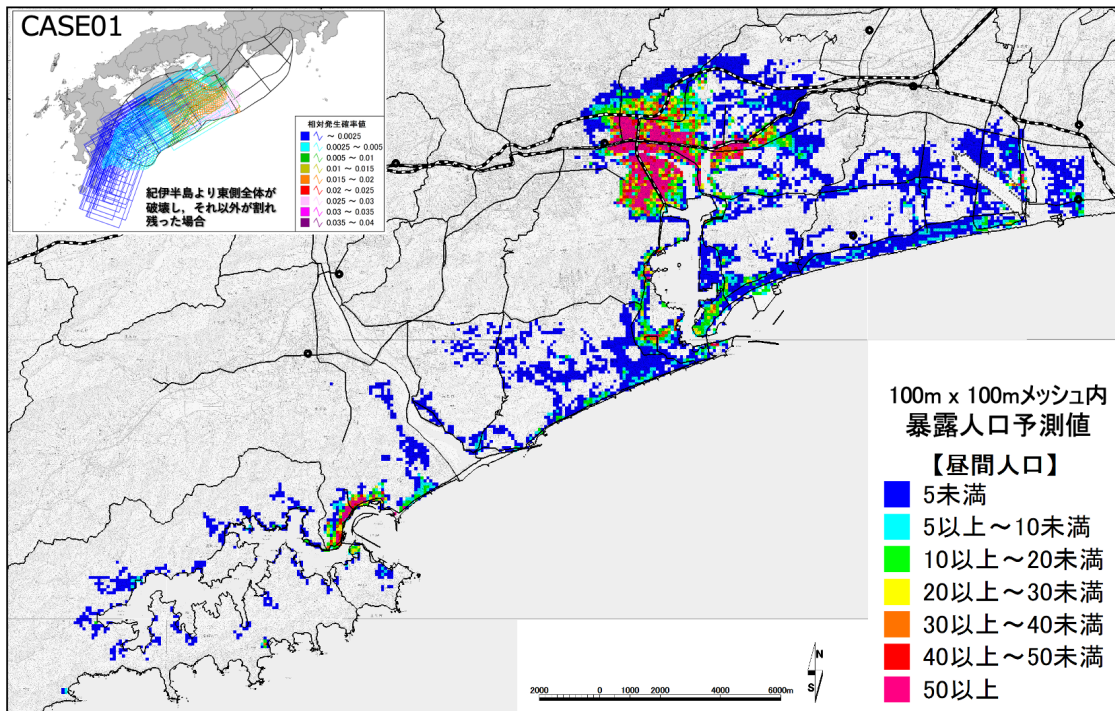 CASE01
相対発生確率値
～ 0.0025
0.0025 ～ 0.005
0.005 ～ 0.01
0.01 ～ 0.015
0.015 ～ 0.02
0.02 ～ 0.025
0.025 ～ 0.03
0.03 ～ 0.035
0.035 ～ 0.04
紀伊半島より東側全体が
破壊し，それ以外が割れ
残った場合
100m x 100mメッシュ内
暴露人口予測値
【昼間人口】
5未満
5以上～10未満
10以上～20未満
20以上～30未満
30以上～40未満
40以上～50未満
50以上
N
S
2000 0 1000 2000 4000 6000m